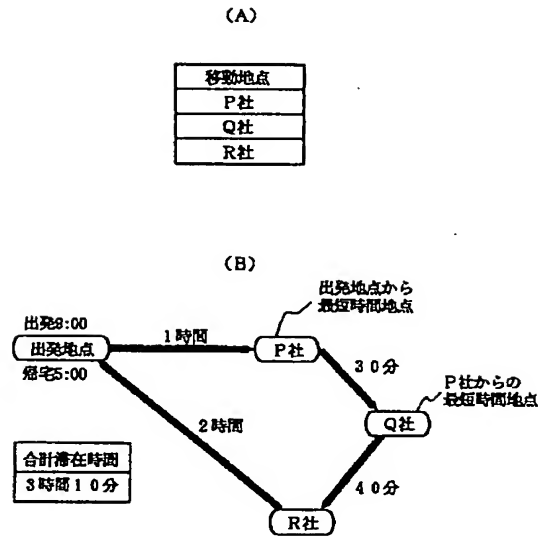 (A)
移動地点
P社
Q社
R社
(B)
出発地点から
最短時間地点
出発9:00
出発地点
帰宅5:00
1時間
P社
30分
P社からの
最短時間地点
Q社
2時間
40分
合計滞在時間
3時間10分
R社